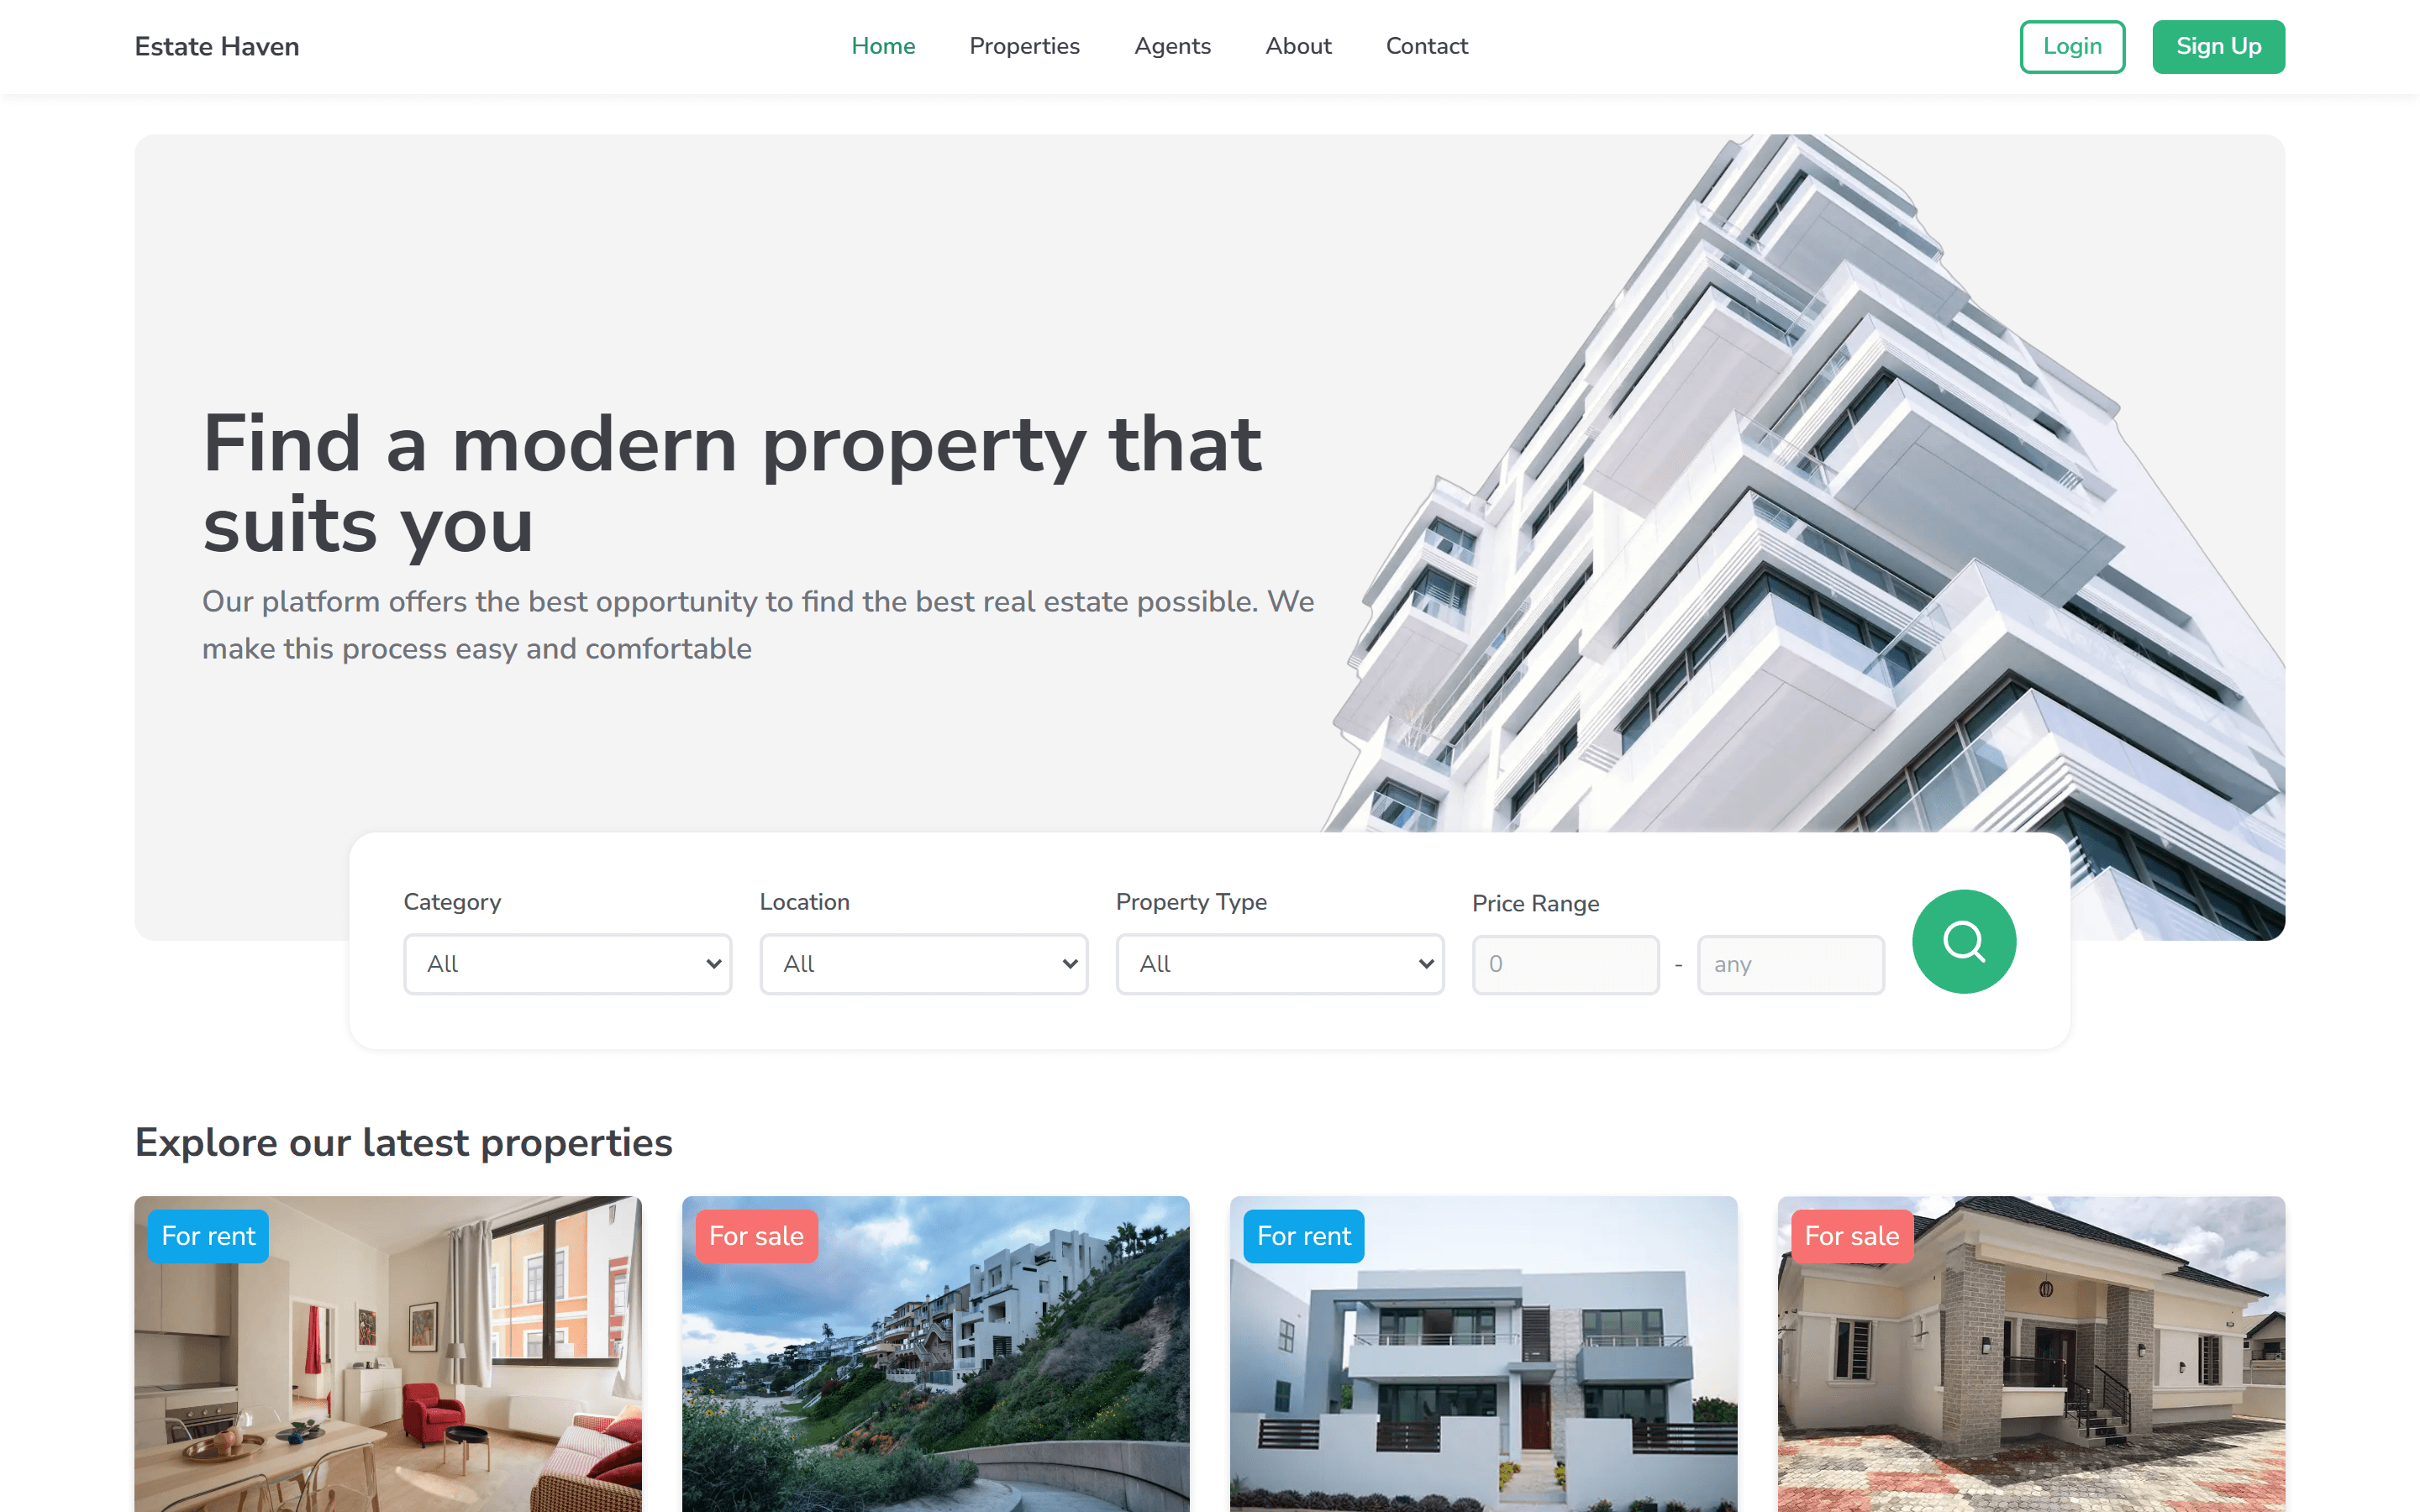 Estate Haven
Home
Properties
Agents
About
Contact
Login
Sign Up
Find a modern property that
suits you
Our platform offers the best opportunity to find the best real estate possible. We
make this process easy and comfortable
Category
Location
Property Type
Price Range
All
All
All
0
-
any
Explore our latest properties
For rent
For sale
For rent
For sale